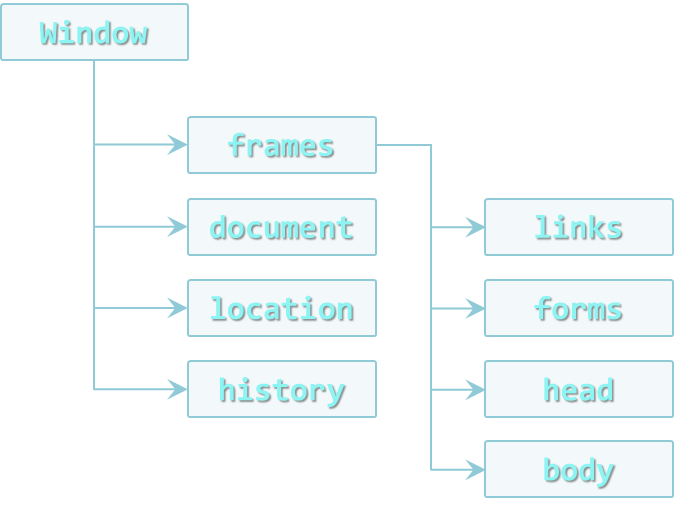 Window
frames
document
location
history
links
forms
head
body